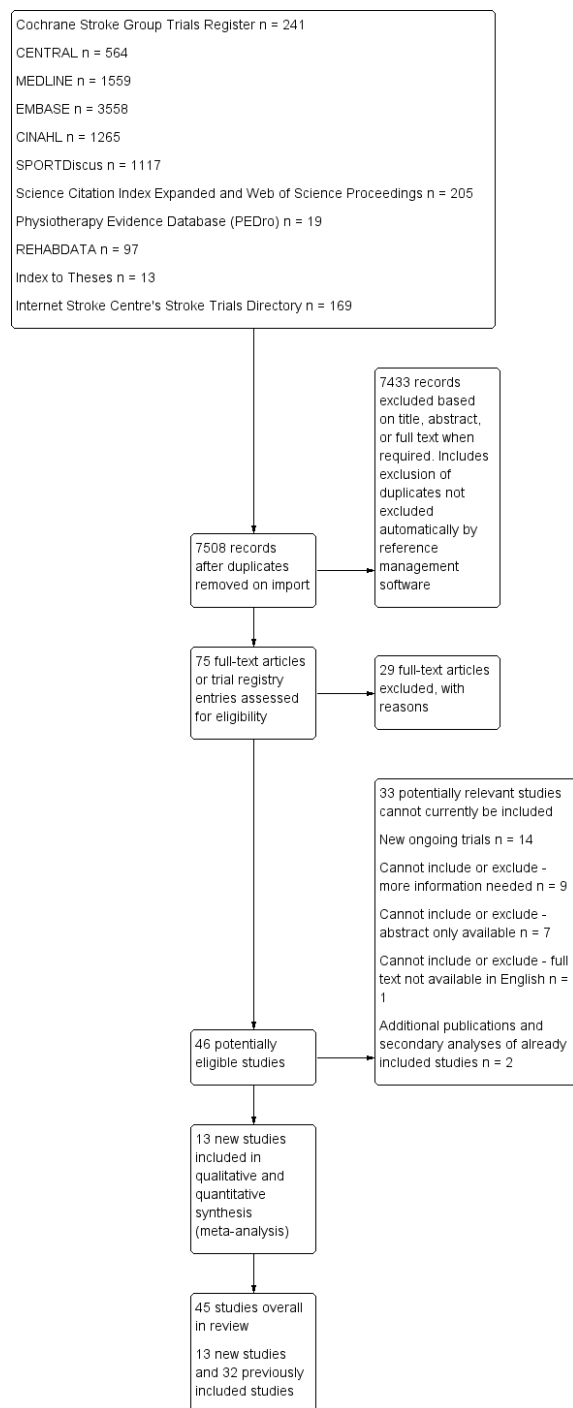 Cochrane Stroke Group Trials Register n = 241
CENTRAL n = 564
MEDLINE n = 1559
EMBASE n = 3558
CINAHL n = 1265
SPORTDiscus n = 1117
Science Citation Index Expanded and Web of Science Proceedings n = 205
Physiotherapy Evidence Database (PEDro) n = 19
REHABDATA n = 97
Index to Theses n = 13
Internet Stroke Centre's Stroke Trials Directory n = 169
7433 records
excluded based
on title, abstract,
or full text when
required. Includes
exclusion of
duplicates not
excluded
automatically by
reference
management
software
7508 records
after duplicates
removed on import
75 full-text articles
or trial registry
entries assessed
for eligibility
29 full-text articles
excluded, with
reasons
33 potentially relevant studies
cannot currently be included
New ongoing trials n = 14
Cannot include or exclude -
more information needed n = 9
Cannot include or exclude -
abstract only available n = 7
Cannot include or exclude - full
text not available in English n =
1
Additional publications and
secondary analyses of already
included studies n = 2
46 potentially
eligible studies
13 new studies
included in
qualitative and
quantitative
synthesis
(meta-analysis)
45 studies overall
in review
13 new studies
and 32 previously
included studies